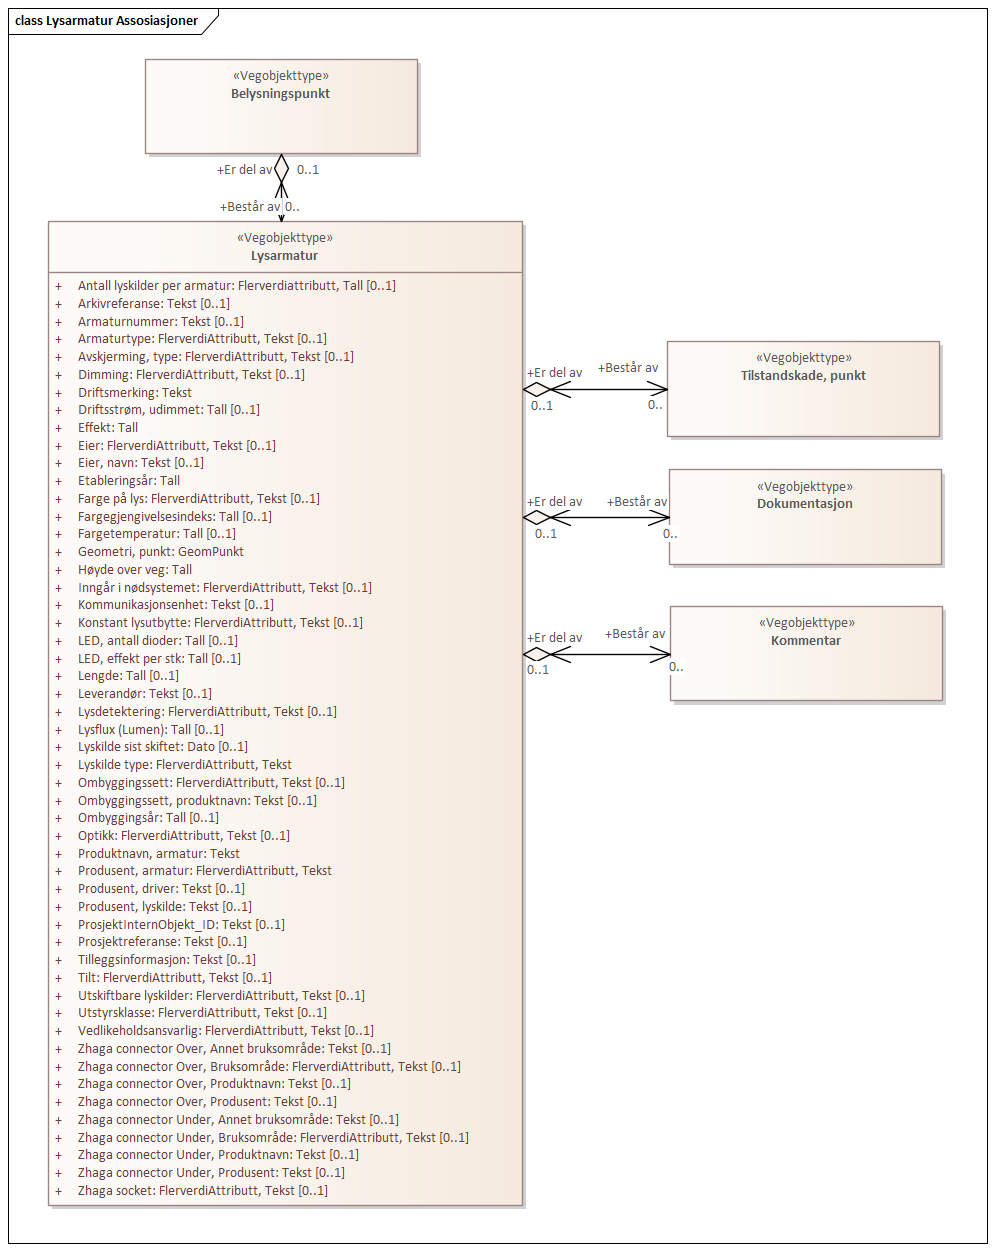 class Lysarmatur Assosiasjoner
«Vegobjekttype»
Belysningspunkt
+Er del av 0..1
+Består av 0..
«Vegobjekttype»
Lysarmatur
+ Antall lyskilder per armatur: Flerverdiattributt, Tall [0..1]
+ Arkivreferanse: Tekst [0..1]
+ Armaturnummer: Tekst [0..1]
+ Armaturtype: FlerverdiAttributt, Tekst [0..1]
+ Avskjerming, type: FlerverdiAttributt, Tekst [0..1]
+ Dimming: FlerverdiAttributt, Tekst [0..1]
+ Driftsmerking: Tekst
+ Driftsstrøm, udimmet: Tall [0..1]
+ Effekt: Tall
+ Eier: FlerverdiAttributt, Tekst [0..1]
+ Eier, navn: Tekst [0..1]
+ Etableringsår: Tall
+ Farge på lys: FlerverdiAttributt, Tekst [0..1]
+ Fargegjengivelsesindeks: Tall [0..1]
+ Fargetemperatur: Tall [0..1]
+ Geometri, punkt: GeomPunkt
+ Høyde over veg: Tall
+ Inngår i nødsystemet: FlerverdiAttributt, Tekst [0..1]
+ Kommunikasjonsenhet: Tekst [0..1]
+ Konstant lysutbytte: FlerverdiAttributt, Tekst [0..1]
+ LED, antall dioder: Tall [0..1]
+ LED, effekt per stk: Tall [0..1]
+ Lengde: Tall [0..1]
+ Leverandør: Tekst [0..1]
+ Lysdetektering: FlerverdiAttributt, Tekst [0..1]
+ Lysflux (Lumen): Tall [0..1]
+ Lyskilde sist skiftet: Dato [0..1]
+ Lyskilde type: FlerverdiAttributt, Tekst
+ Ombyggingssett: FlerverdiAttributt, Tekst [0..1]
+ Ombyggingssett, produktnavn: Tekst [0..1]
+ Ombyggingsår: Tall [0..1]
+ Optikk: FlerverdiAttributt, Tekst [0..1]
+ Produktnavn, armatur: Tekst
+ Produsent, armatur: FlerverdiAttributt, Tekst
+ Produsent, driver: Tekst [0..1]
+ Produsent, lyskilde: Tekst [0..1]
+ ProsjektInternObjekt_ID: Tekst [0..1]
+ Prosjektreferanse: Tekst [0..1]
+ Tilleggsinformasjon: Tekst [0..1]
+ Tilt: FlerverdiAttributt, Tekst [0..1]
+ Utskiftbare lyskilder: FlerverdiAttributt, Tekst [0..1]
+ Utstyrsklasse: FlerverdiAttributt, Tekst [0..1]
+ Vedlikeholdsansvarlig: FlerverdiAttributt, Tekst [0..1]
+ Zhaga connector Over, Annet bruksområde: Tekst [0..1]
+ Zhaga connector Over, Bruksområde: FlerverdiAttributt, Tekst [0..1]
+ Zhaga connector Over, Produktnavn: Tekst [0..1]
+ Zhaga connector Over, Produsent: Tekst [0..1]
+ Zhaga connector Under, Annet bruksområde: Tekst [0..1]
+ Zhaga connector Under, Bruksområde: FlerverdiAttributt, Tekst [0..1]
+ Zhaga connector Under, Produktnavn: Tekst [0..1]
+ Zhaga connector Under, Produsent: Tekst [0..1]
+ Zhaga socket: FlerverdiAttributt, Tekst [0..1]
+Er del av +Består av
0..1 0..
«Vegobjekttype»
Tilstandskade, punkt
+Er del av +Består av
0..1 0..
«Vegobjekttype»
Dokumentasjon
+Er del av +Består av
0..1 0..
«Vegobjekttype»
Kommentar